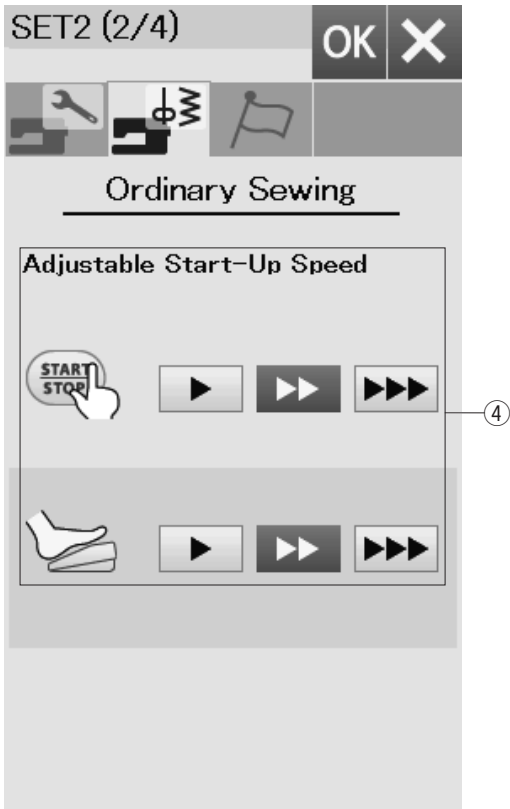 SET2 (2/4)
OK
Ordinary Sewing
Adjustable Start-Up Speed
START
STOP
④